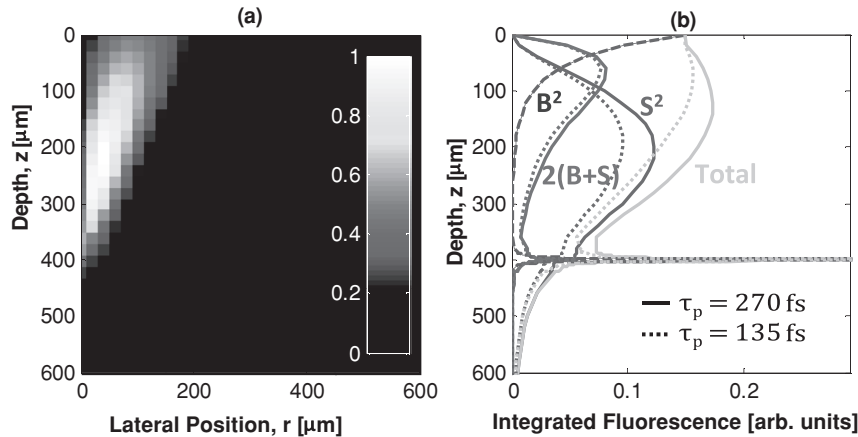 (a)
0
100
200
300
400
500
600
Depth, z [μm]
1
0.8
0.6
0.4
0.2
0
0
200
400
600
Lateral Position, r [μm]
(b)
0
100
200
300
400
500
600
Depth, z [μm]
B²
S²
2(B+S)
Total
τp = 270 fs
τp = 135 fs
0
0.1
0.2
Integrated Fluorescence [arb. units]